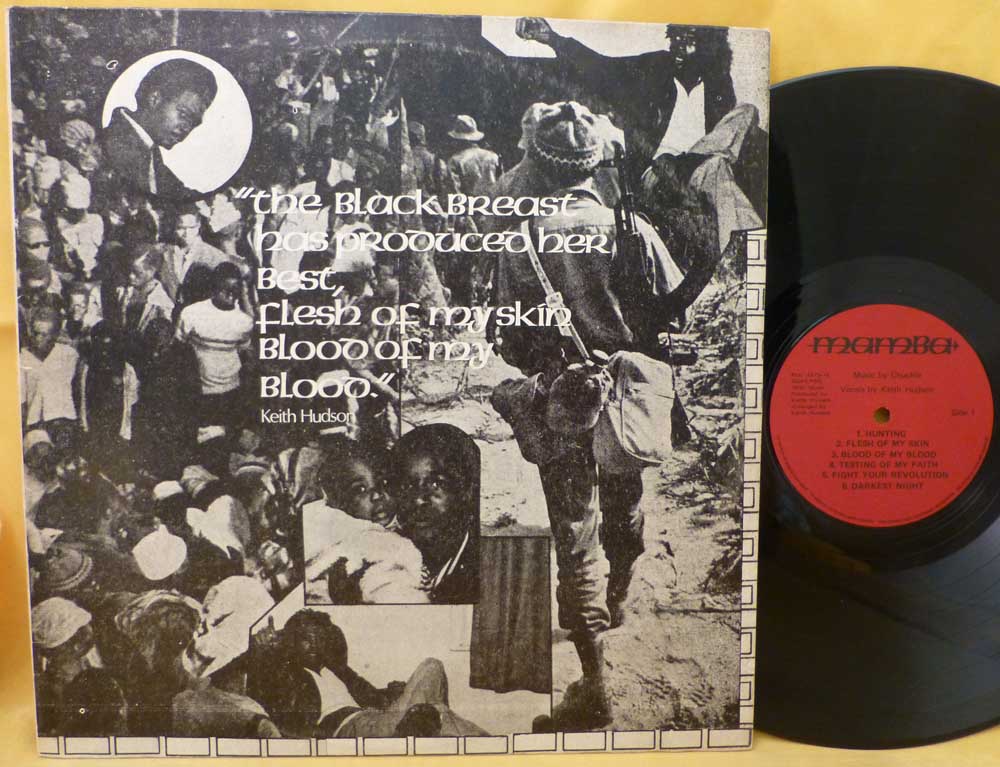 “the Black Breast
has produced her
Best,
flesh of my skin
Blood of my
Blood.”
Keith Hudson
mamBa
Music by Chuckle
Vocals by Keith Hudson
Side 1
1. HUNTING
2. FLESH OF MY SKIN
3. BLOOD OF MY BLOOD
4. TESTING OF MY FAITH
5. FIGHT YOUR REVOLUTION
6. DARKEST NIGHT